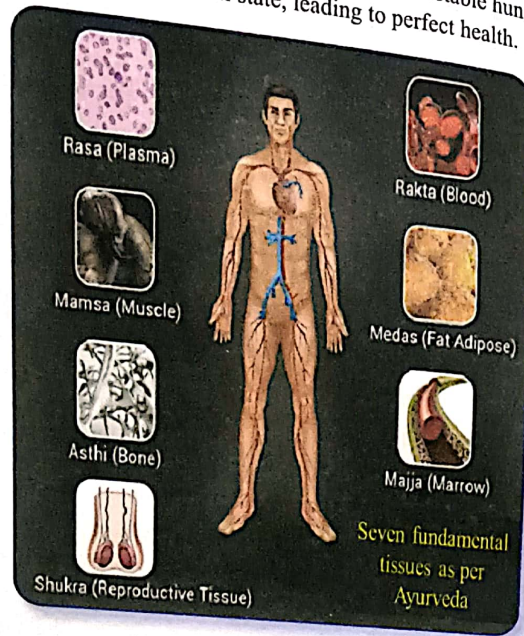 state, leading to perfect health.
Rasa (Plasma)
Rakta (Blood)
Mamsa (Muscle)
Medas (Fat Adipose)
Asthi (Bone)
Majja (Marrow)
Shukra (Reproductive Tissue)
Seven fundamental
tissues as per
Ayurveda